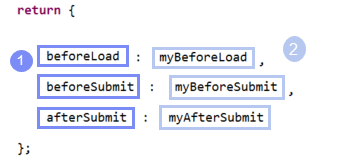 return {
1 beforeLoad : myBeforeLoad , 2
beforeSubmit : myBeforeSubmit ,
afterSubmit : myAfterSubmit
};